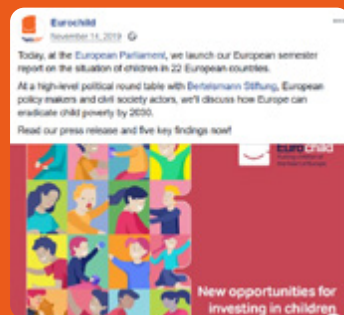 Eurochild
November 14, 2019
Today, at the European Parliament, we launch our European semester
report on the situation of children in 22 European countries.
At a high-level political round table with Bertelsmann Stiftung, European
policy makers and civil society actors, we'll discuss how Europe can
eradicate child poverty by 2030.
Read our press release and five key findings now!
Eurochild
New opportunities for
investing in children